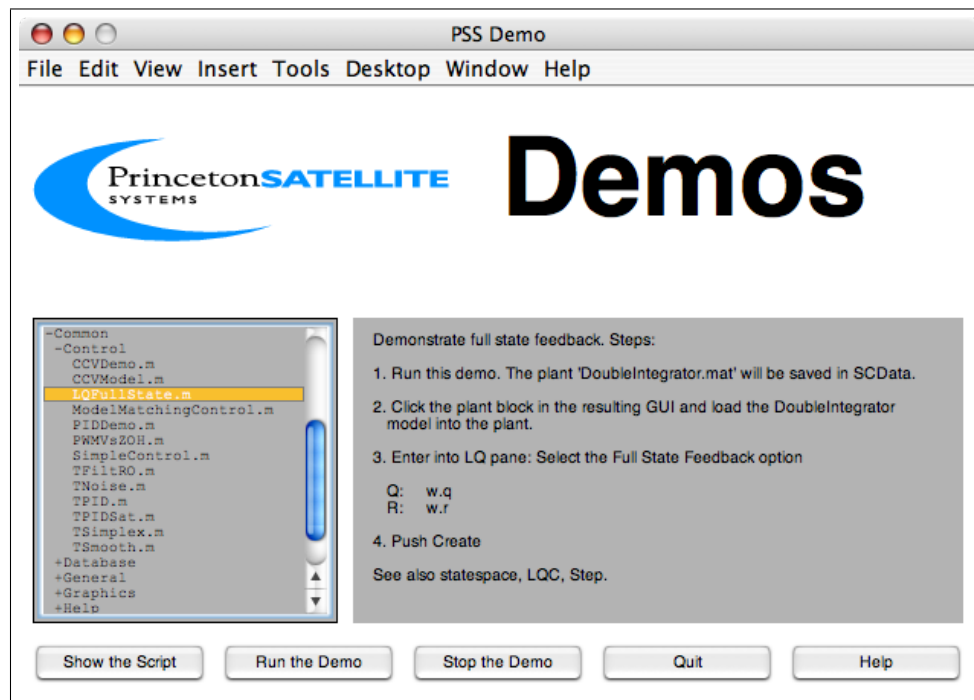 PSS Demo
File Edit View Insert Tools Desktop Window Help
Princeton SATELLITE
SYSTEMS
Demos
-Common
-Control
CCVDemo.m
CCVModel.m
LQFullState.m
ModelMatchingControl.m
PIDDemo.m
PWMVsZOH.m
SimpleControl.m
TFiltRO.m
TNoise.m
TPID.m
TPIDSat.m
TSimplex.m
TSmooth.m
+Database
+General
+Graphics
+Help
Demonstrate full state feedback. Steps:
1. Run this demo. The plant 'DoubleIntegrator.mat' will be saved in SCData.
2. Click the plant block in the resulting GUI and load the DoubleIntegrator
model into the plant.
3. Enter into LQ pane: Select the Full State Feedback option
Q: w.q
R: w.r
4. Push Create
See also statespace, LQC, Step.
Show the Script
Run the Demo
Stop the Demo
Quit
Help